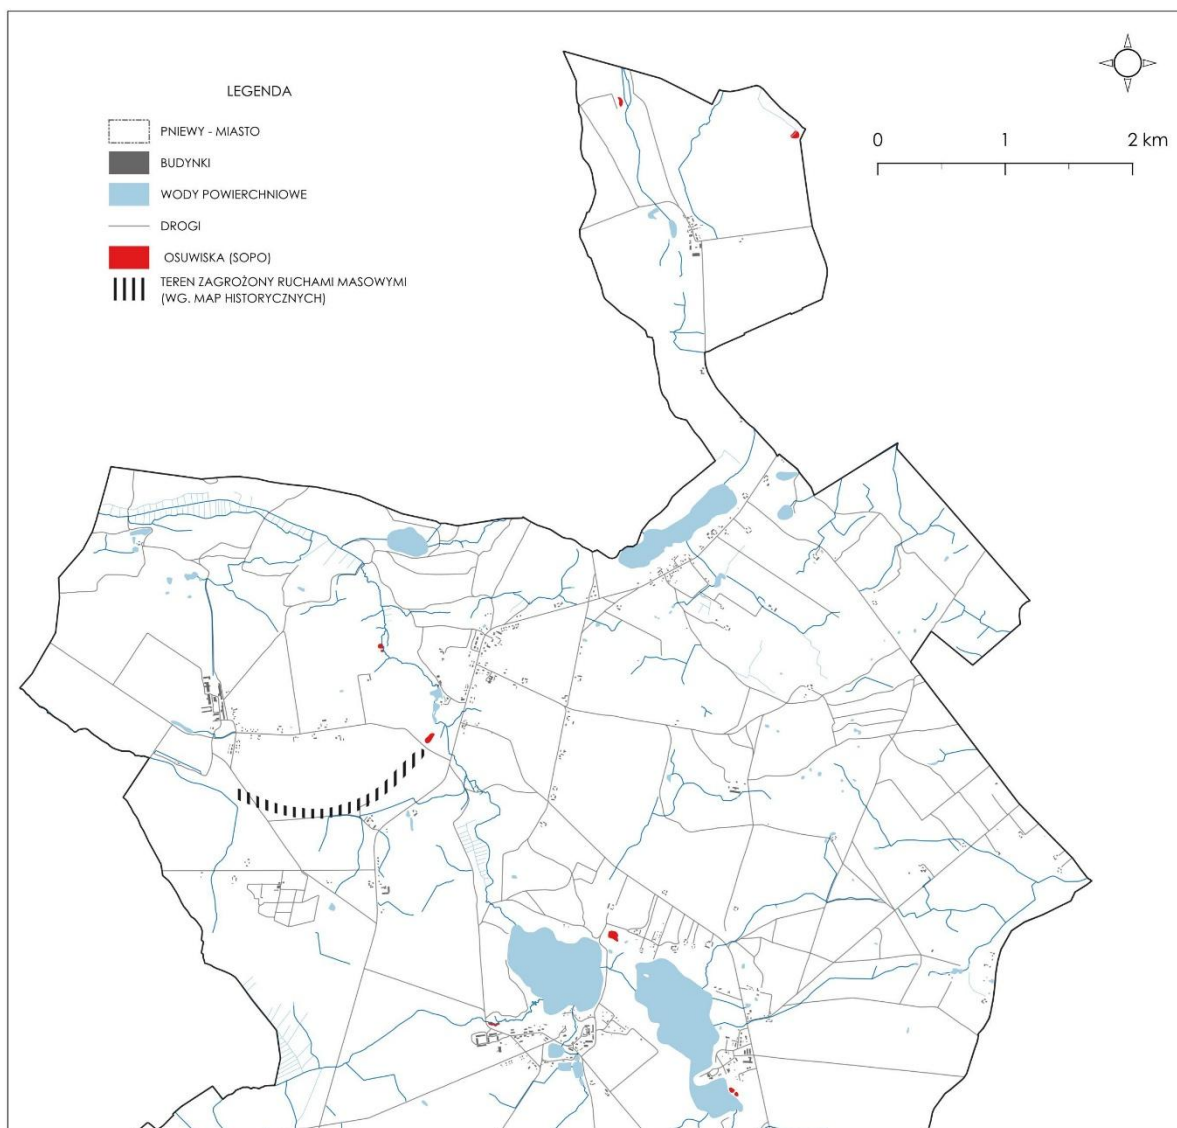 LEGENDA
PNIEWY - MIASTO
BUDYNKI
WODY POWIERCHNIOWE
DROGI
OSUWISKA (SOPO)
TEREN ZAGROŻONY RUCHAMI MASOWYMI
(WG. MAP HISTORYCZNYCH)
0 1 2 km